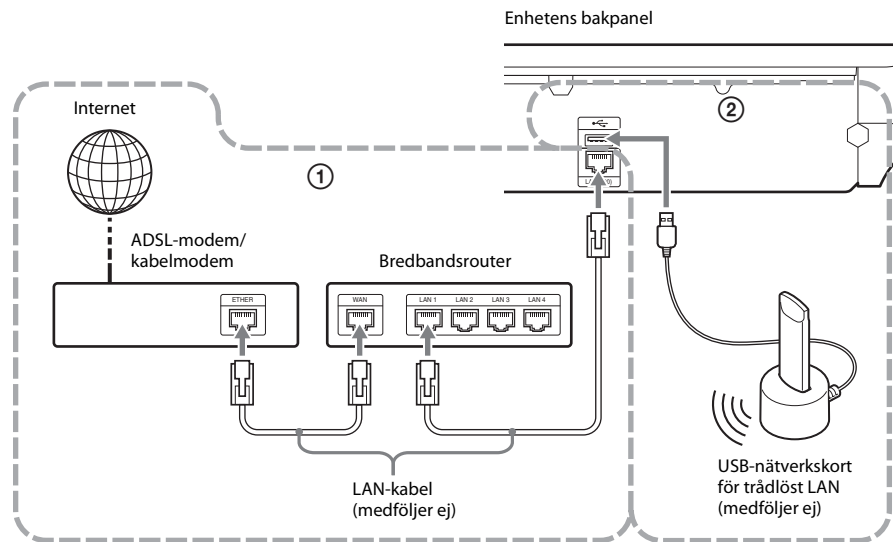 Enhetens bakpanel
Internet
①
②
ADSL-modem/
kabelmodem
Bredbandsrouter
ETHER
WAN
LAN 1
LAN 2
LAN 3
LAN 4
LAN-kabel
(medföljer ej)
USB-nätverkskort
för trådlöst LAN
(medföljer ej)